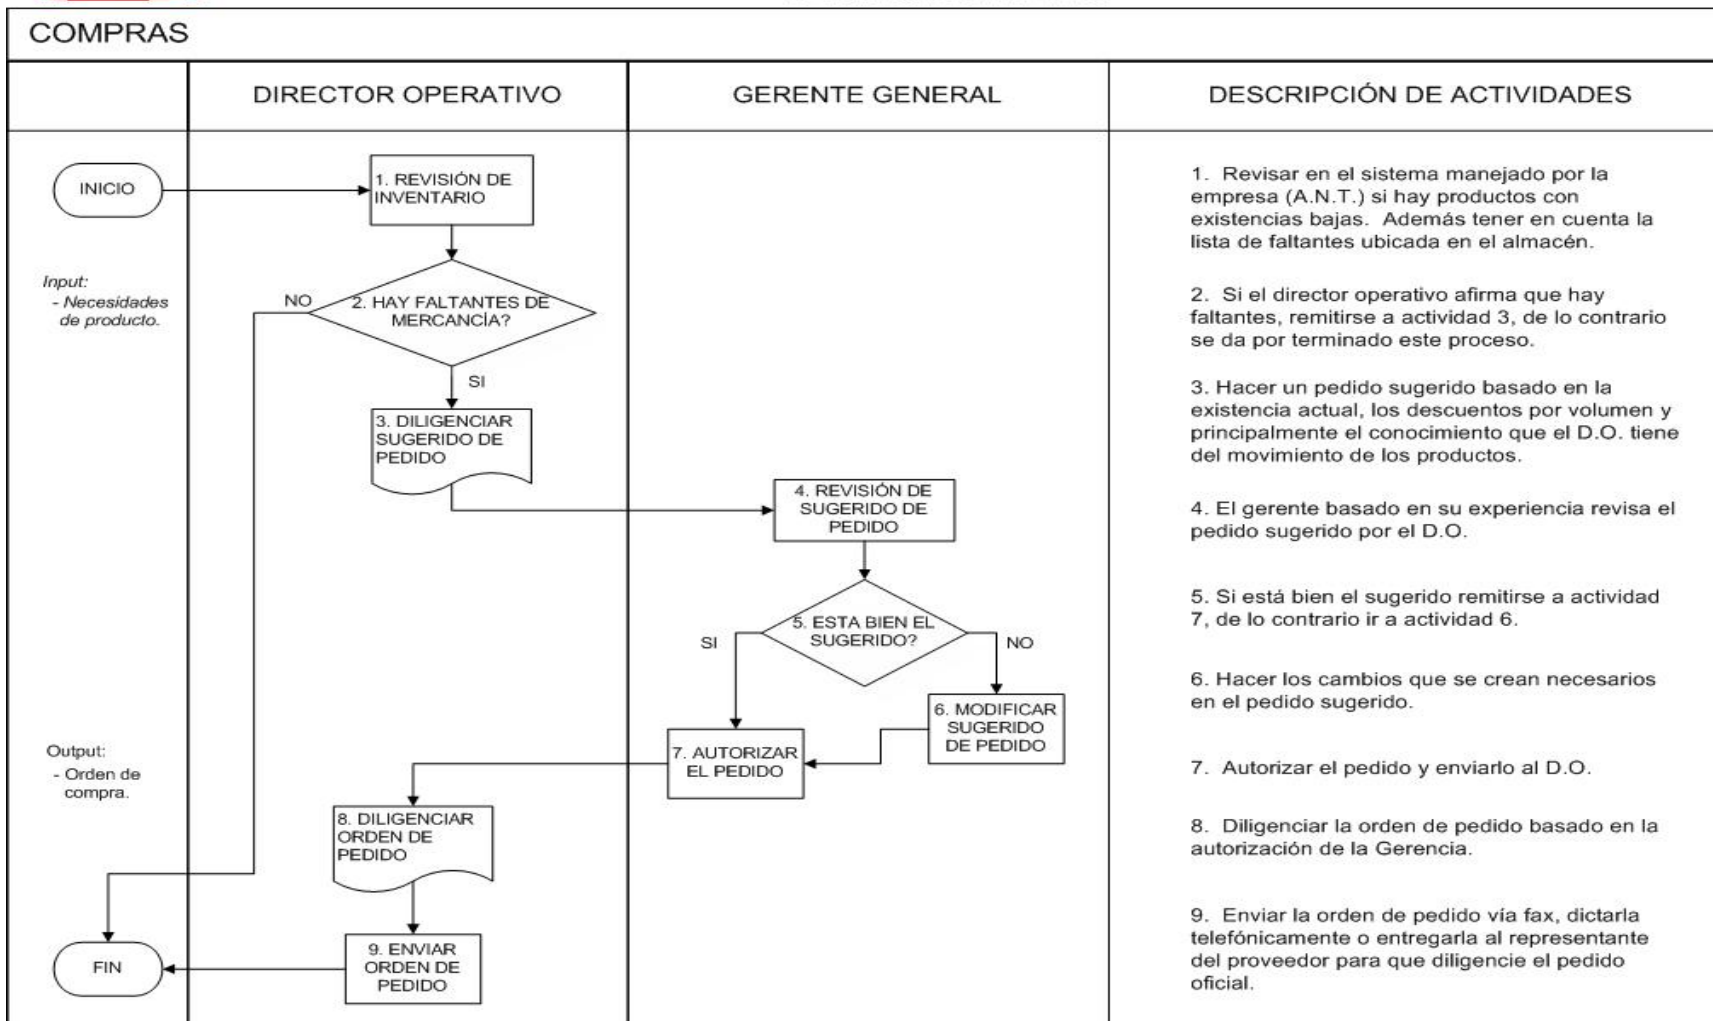 COMPRAS
DIRECTOR OPERATIVO
GERENTE GENERAL
DESCRIPCIÓN DE ACTIVIDADES
INICIO
Input:
- Necesidades
de producto.
Output:
- Orden de
compra.
FIN
1. REVISIÓN DE
INVENTARIO
2. HAY FALTANTES DE
MERCANCÍA?
NO
SI
3. DILIGENCIAR
SUGERIDO DE
PEDIDO
4. REVISIÓN DE
SUGERIDO DE
PEDIDO
5. ESTA BIEN EL
SUGERIDO?
SI
NO
6. MODIFICAR
SUGERIDO
DE PEDIDO
7. AUTORIZAR
EL PEDIDO
8. DILIGENCIAR
ORDEN DE
PEDIDO
9. ENVIAR
ORDEN DE
PEDIDO
1. Revisar en el sistema manejado por la
empresa (A.N.T.) si hay productos con
existencias bajas. Además tener en cuenta la
lista de faltantes ubicada en el almacén.
2. Si el director operativo afirma que hay
faltantes, remitirse a actividad 3, de lo contrario
se da por terminado este proceso.
3. Hacer un pedido sugerido basado en la
existencia actual, los descuentos por volumen y
principalmente el conocimiento que el D.O. tiene
del movimiento de los productos.
4. El gerente basado en su experiencia revisa el
pedido sugerido por el D.O.
5. Si está bien el sugerido remitirse a actividad
7, de lo contrario ir a actividad 6.
6. Hacer los cambios que se crean necesarios
en el pedido sugerido.
7. Autorizar el pedido y enviarlo al D.O.
8. Diligenciar la orden de pedido basado en la
autorización de la Gerencia.
9. Enviar la orden de pedido vía fax, dictarla
telefónicamente o entregarla al representante
del proveedor para que diligencie el pedido
oficial.